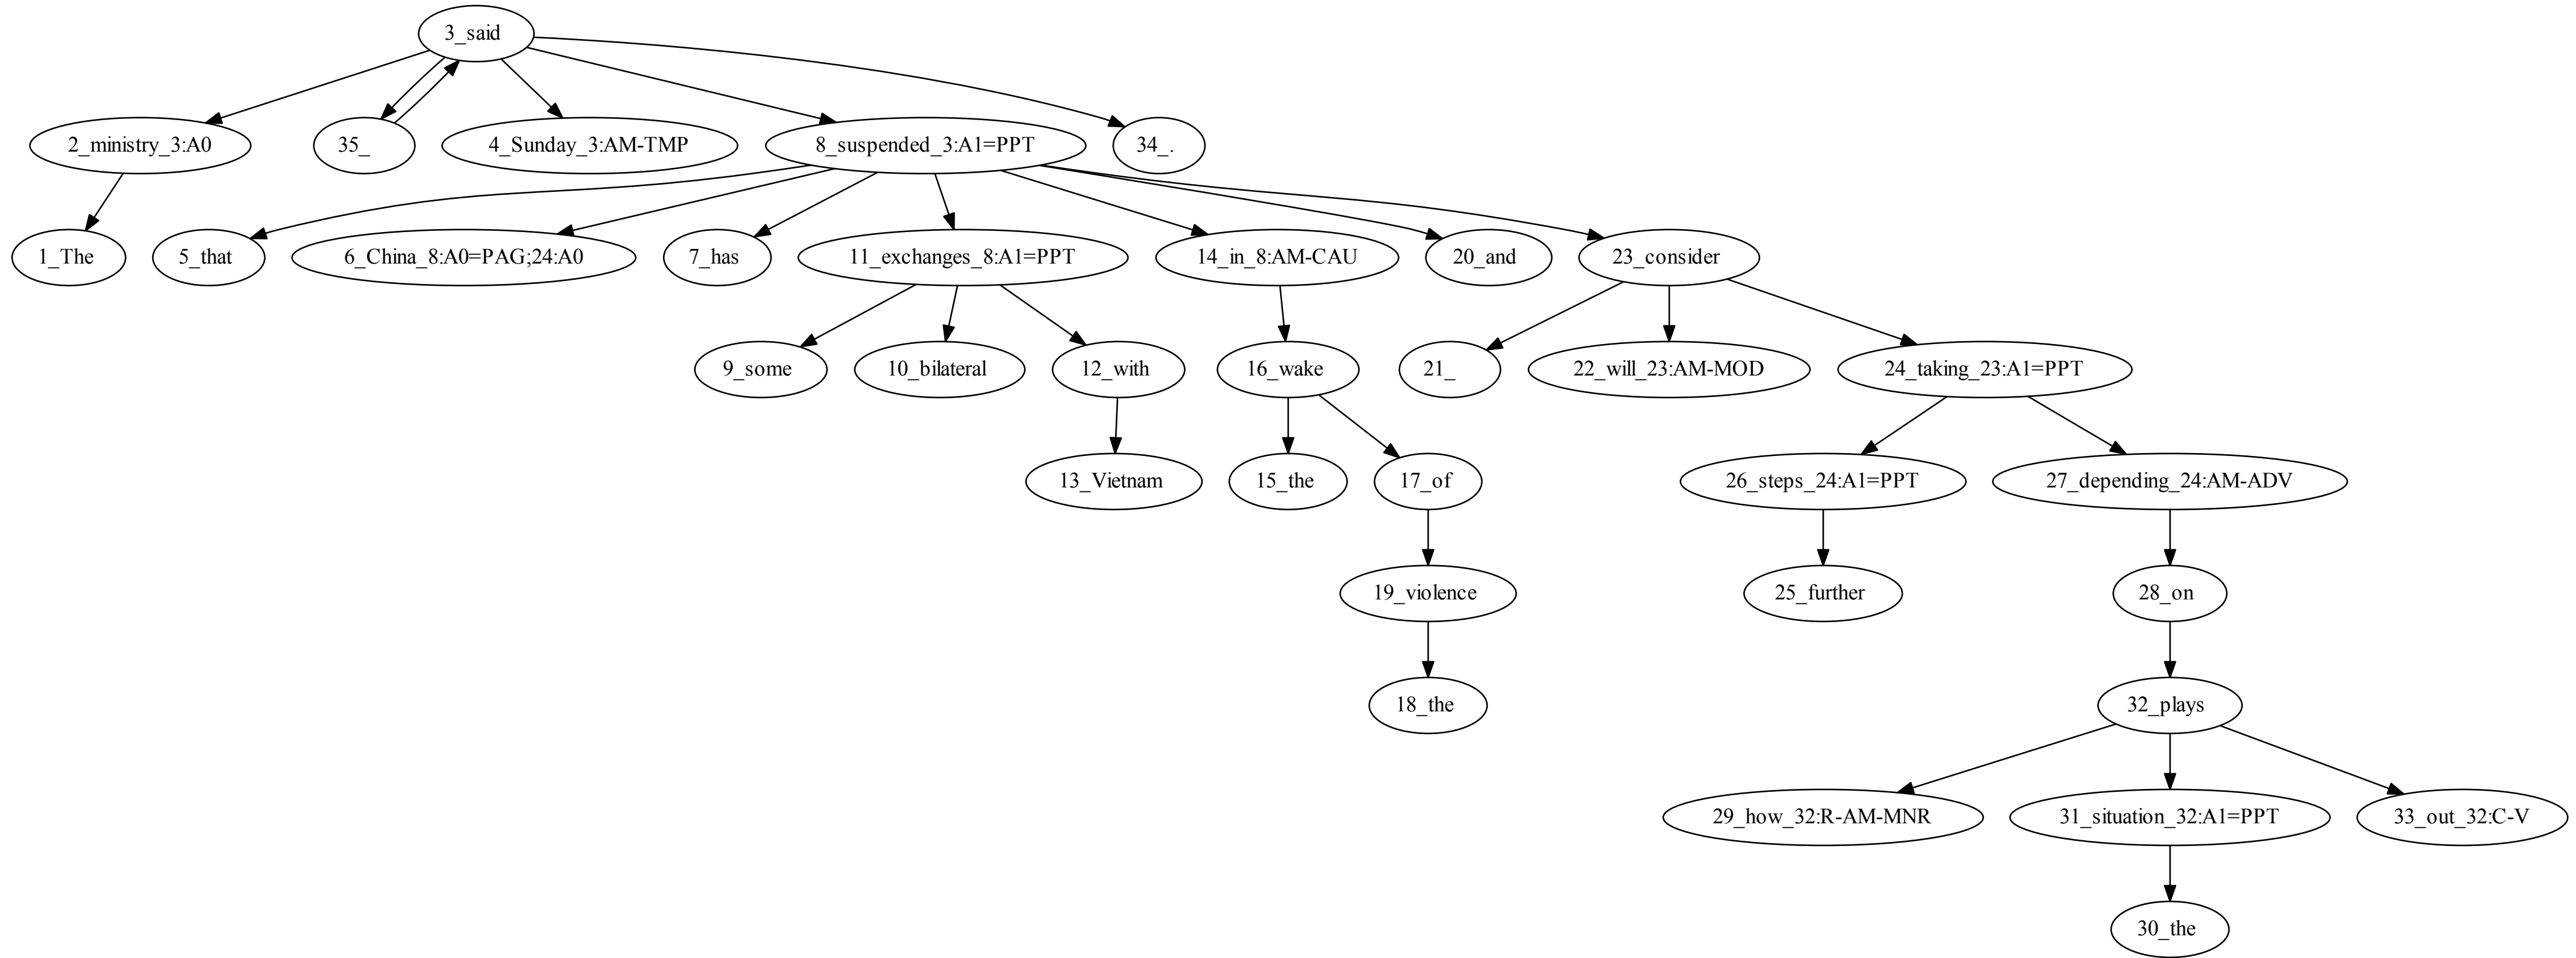 3_said
2_ministry_3:A0
35_
4_Sunday_3:AM-TMP
8_suspended_3:A1=PPT
34_.
1_The
5_that
6_China_8:A0=PAG;24:A0
7_has
11_exchanges_8:A1=PPT
14_in_8:AM-CAU
20_and
23_consider
9_some
10_bilateral
12_with
16_wake
21_
22_will_23:AM-MOD
24_taking_23:A1=PPT
13_Vietnam
15_the
17_of
26_steps_24:A1=PPT
27_depending_24:AM-ADV
19_violence
25_further
28_on
18_the
32_plays
29_how_32:R-AM-MNR
31_situation_32:A1=PPT
33_out_32:C-V
30_the